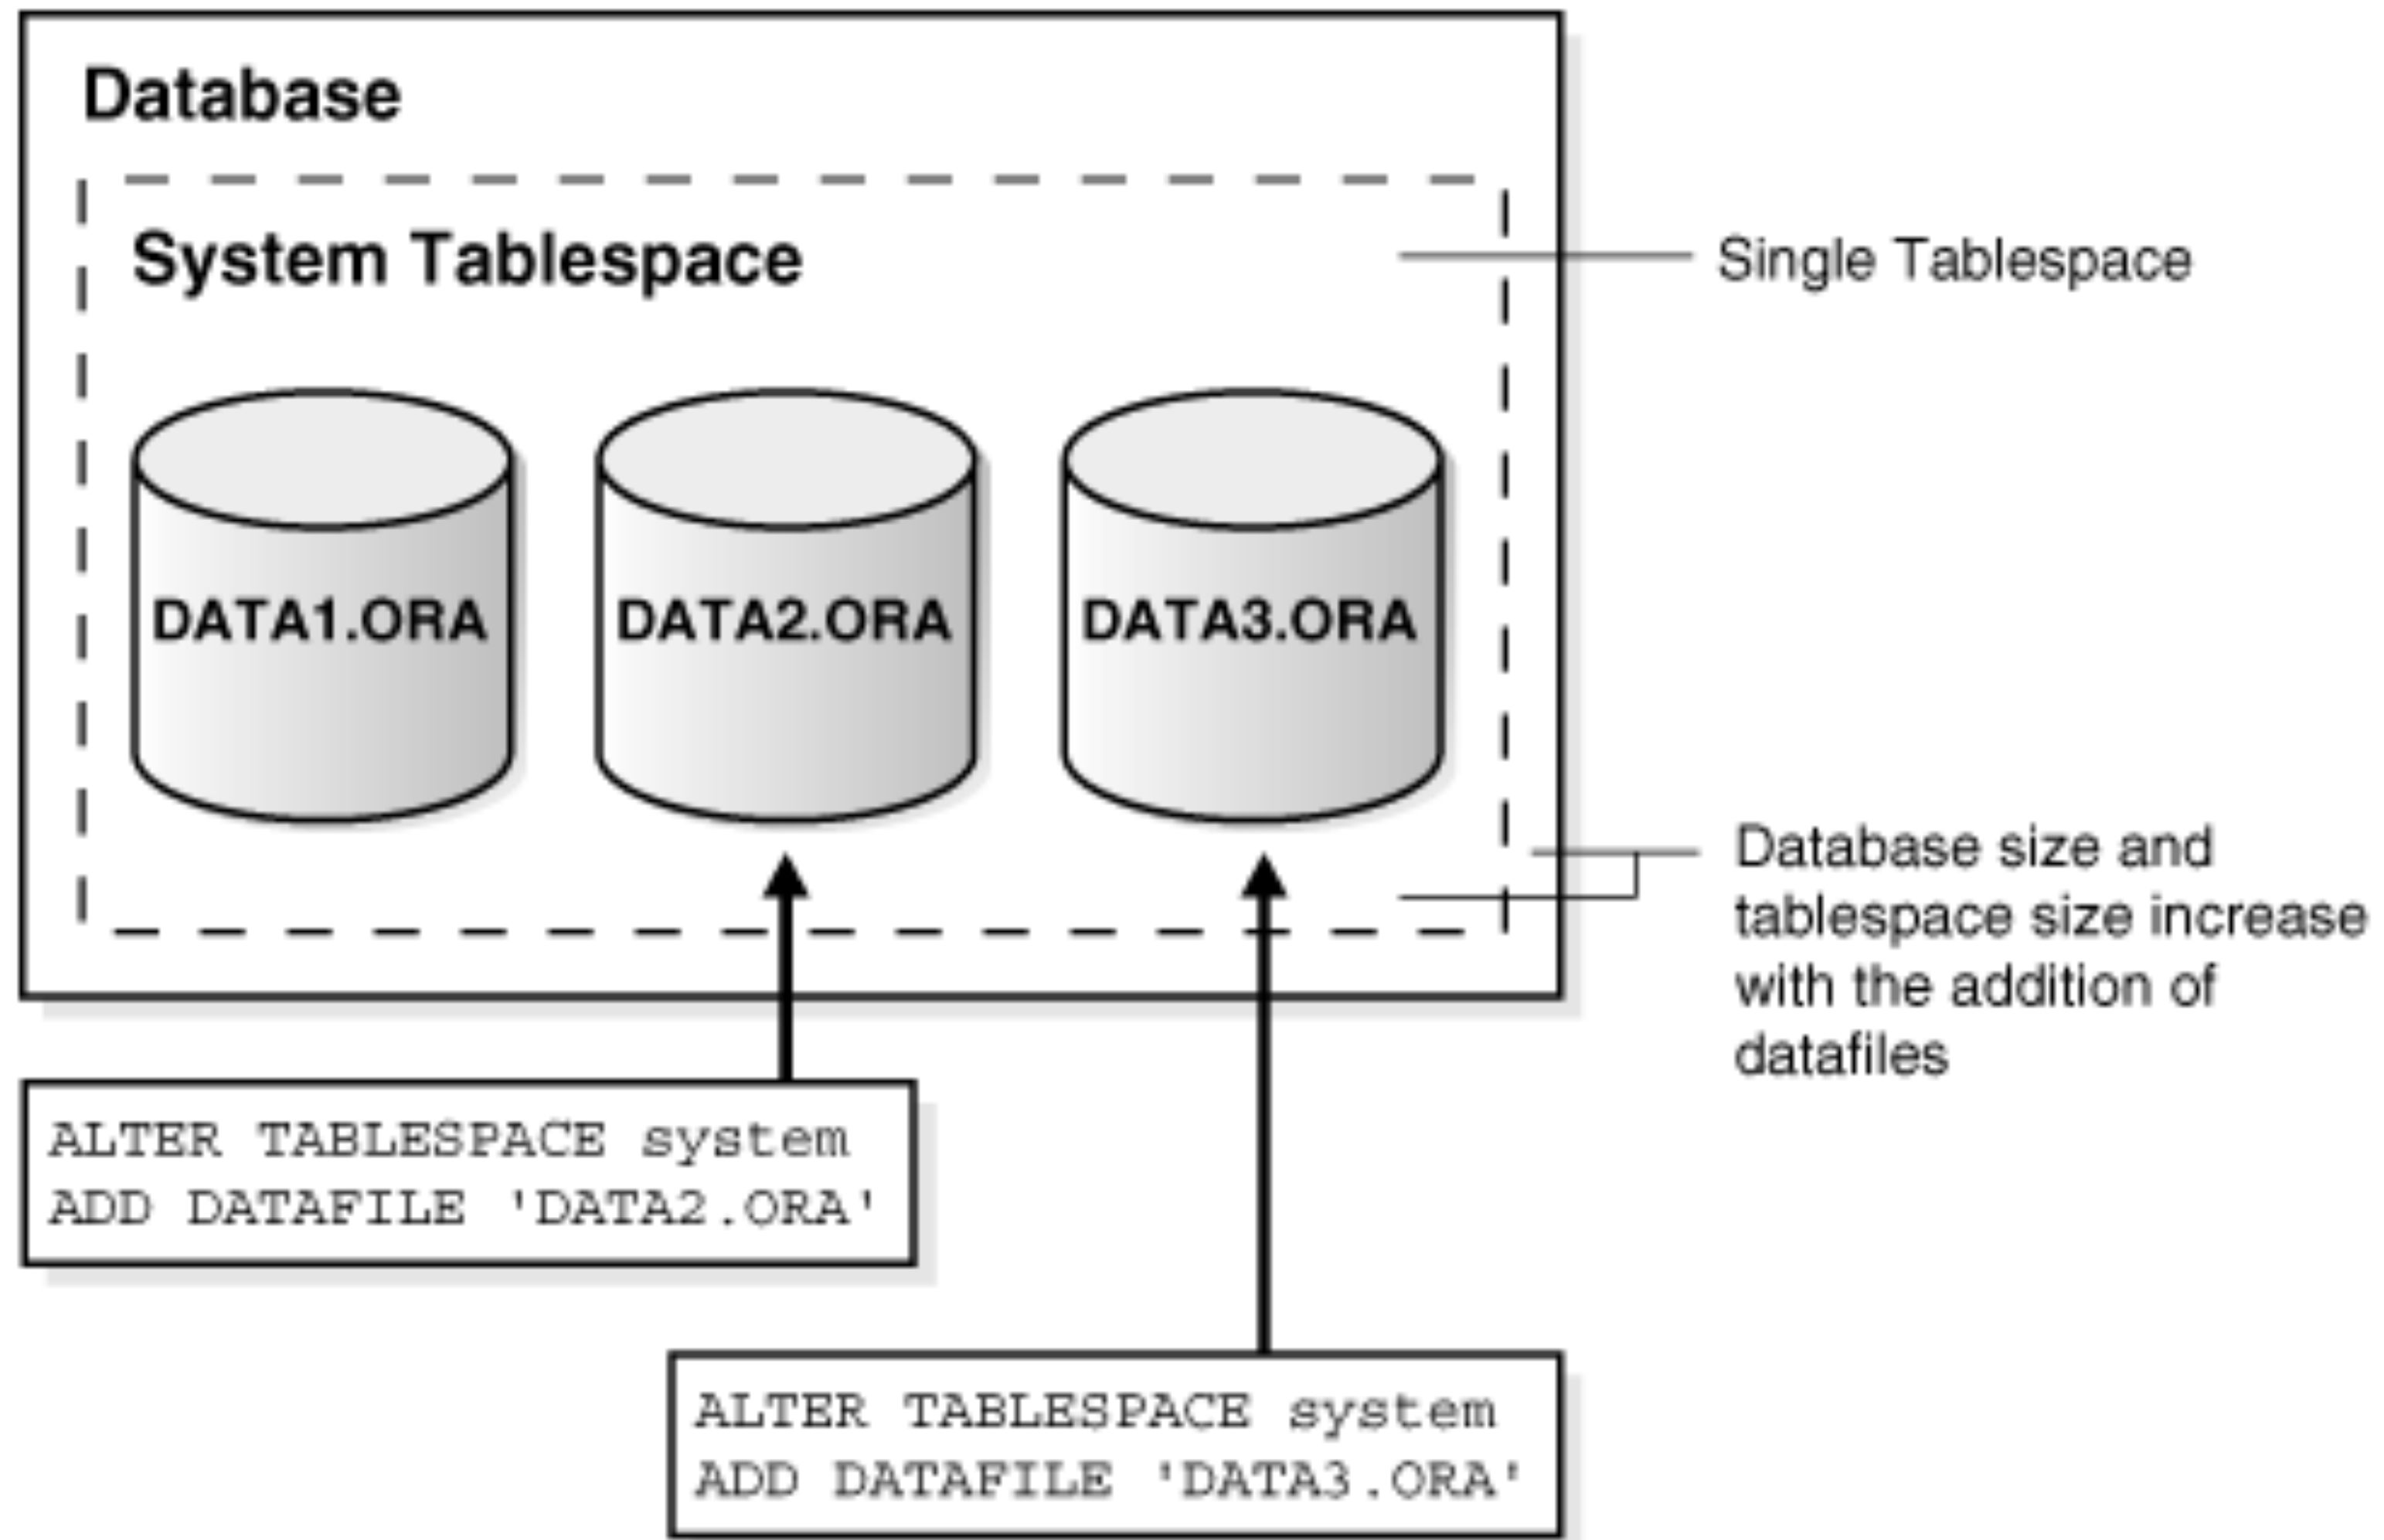 Database
System Tablespace
Single Tablespace
DATA1.ORA
DATA2.ORA
DATA3.ORA
Database size and
tablespace size increase
with the addition of
datafiles
ALTER TABLESPACE system
ADD DATAFILE 'DATA2.ORA'
ALTER TABLESPACE system
ADD DATAFILE 'DATA3.ORA'